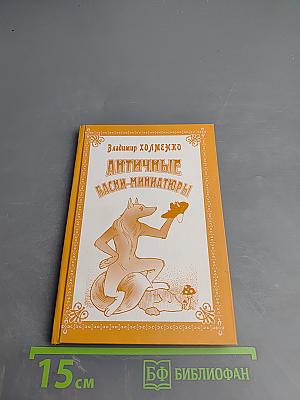 Владимир ХОЛМЕНКО
АНТИЧНЫЕ
БАСНИ-МИНИАТЮРЫ
15 см
БФ БИБЛИОФАН